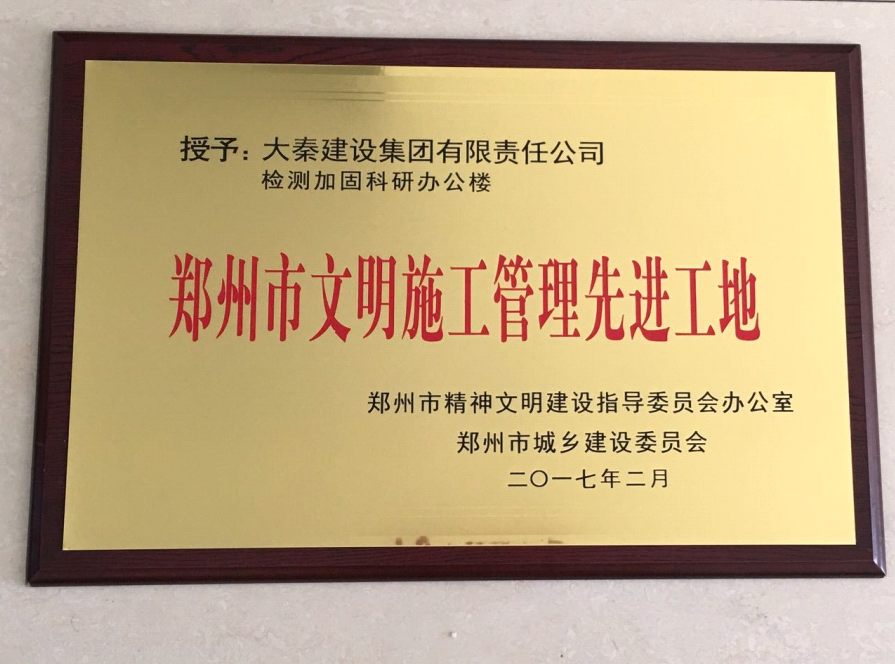 授予：大秦建设集团有限责任公司
检测加固科研办公楼
郑州市文明施工管理先进工地
郑州市精神文明建设指导委员会办公室
郑州市城乡建设委员会
二〇一七年二月